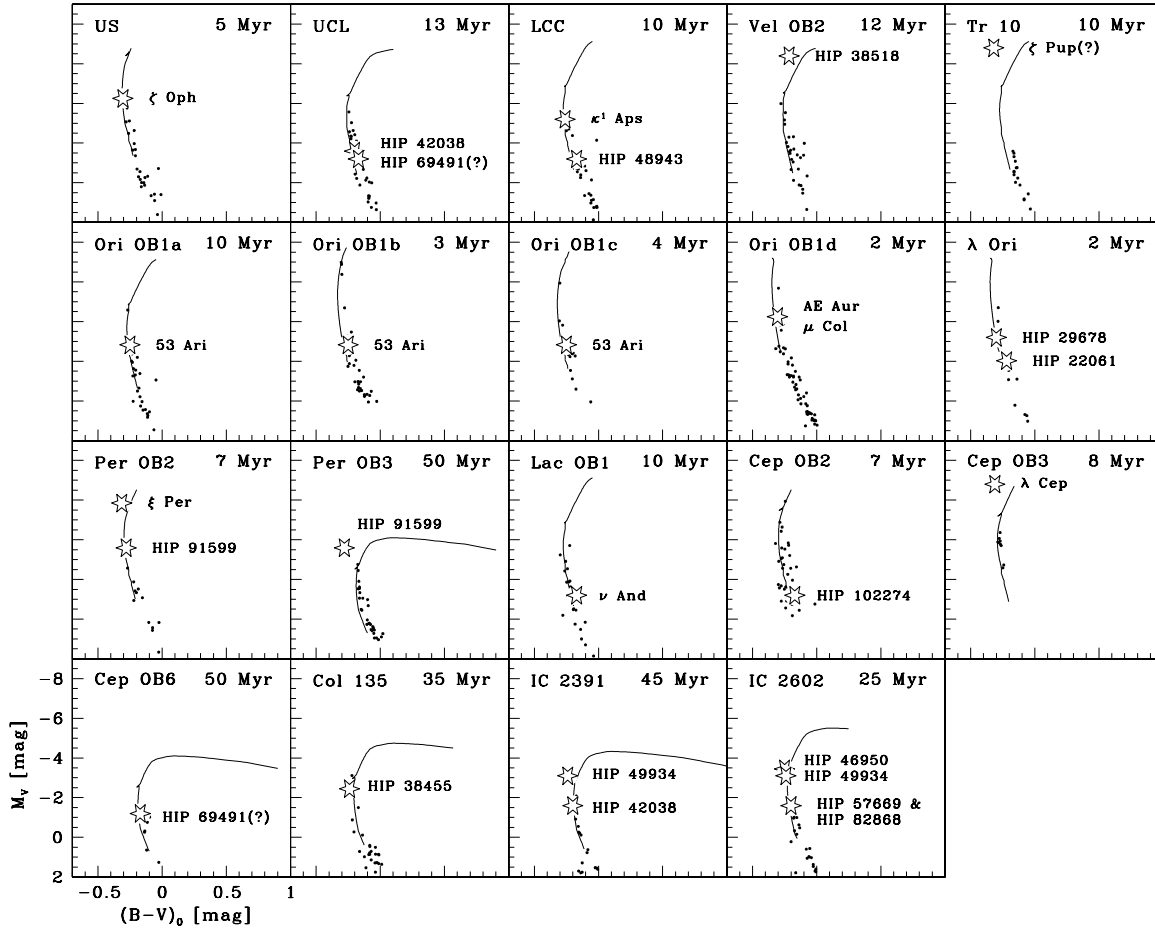 US 5 Myr
ζ Oph
UCL 13 Myr
HIP 42038
HIP 69491(?)
LCC 10 Myr
κ¹ Aps
HIP 48943
Vel OB2 12 Myr
HIP 38518
Tr 10 10 Myr
ζ Pup(?)
Ori OB1a 10 Myr
53 Ari
Ori OB1b 3 Myr
53 Ari
Ori OB1c 4 Myr
53 Ari
Ori OB1d 2 Myr
AE Aur
μ Col
λ Ori 2 Myr
HIP 29678
HIP 22061
Per OB2 7 Myr
ξ Per
HIP 91599
Per OB3 50 Myr
HIP 91599
Lac OB1 10 Myr
ν And
Cep OB2 7 Myr
HIP 102274
Cep OB3 8 Myr
λ Cep
Cep OB6 50 Myr
HIP 69491(?)
Col 135 35 Myr
HIP 38455
IC 2391 45 Myr
HIP 49934
HIP 42038
IC 2602 25 Myr
HIP 46950
HIP 49934
HIP 57669 &
HIP 82868
−8
−6
−4
−2
0
2
Mᵥ [mag]
−0.5 0 0.5 1
(B−V)₀ [mag]